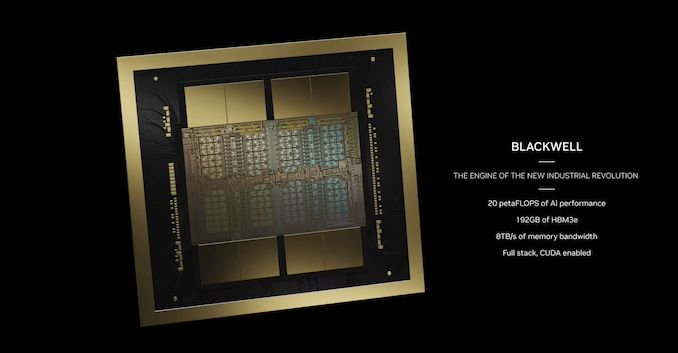 BLACKWELL
THE ENGINE OF THE NEW INDUSTRIAL REVOLUTION
20 petaFLOPS of AI performance
192GB of HBM3e
8TB/s of memory bandwidth
Full stack, CUDA enabled